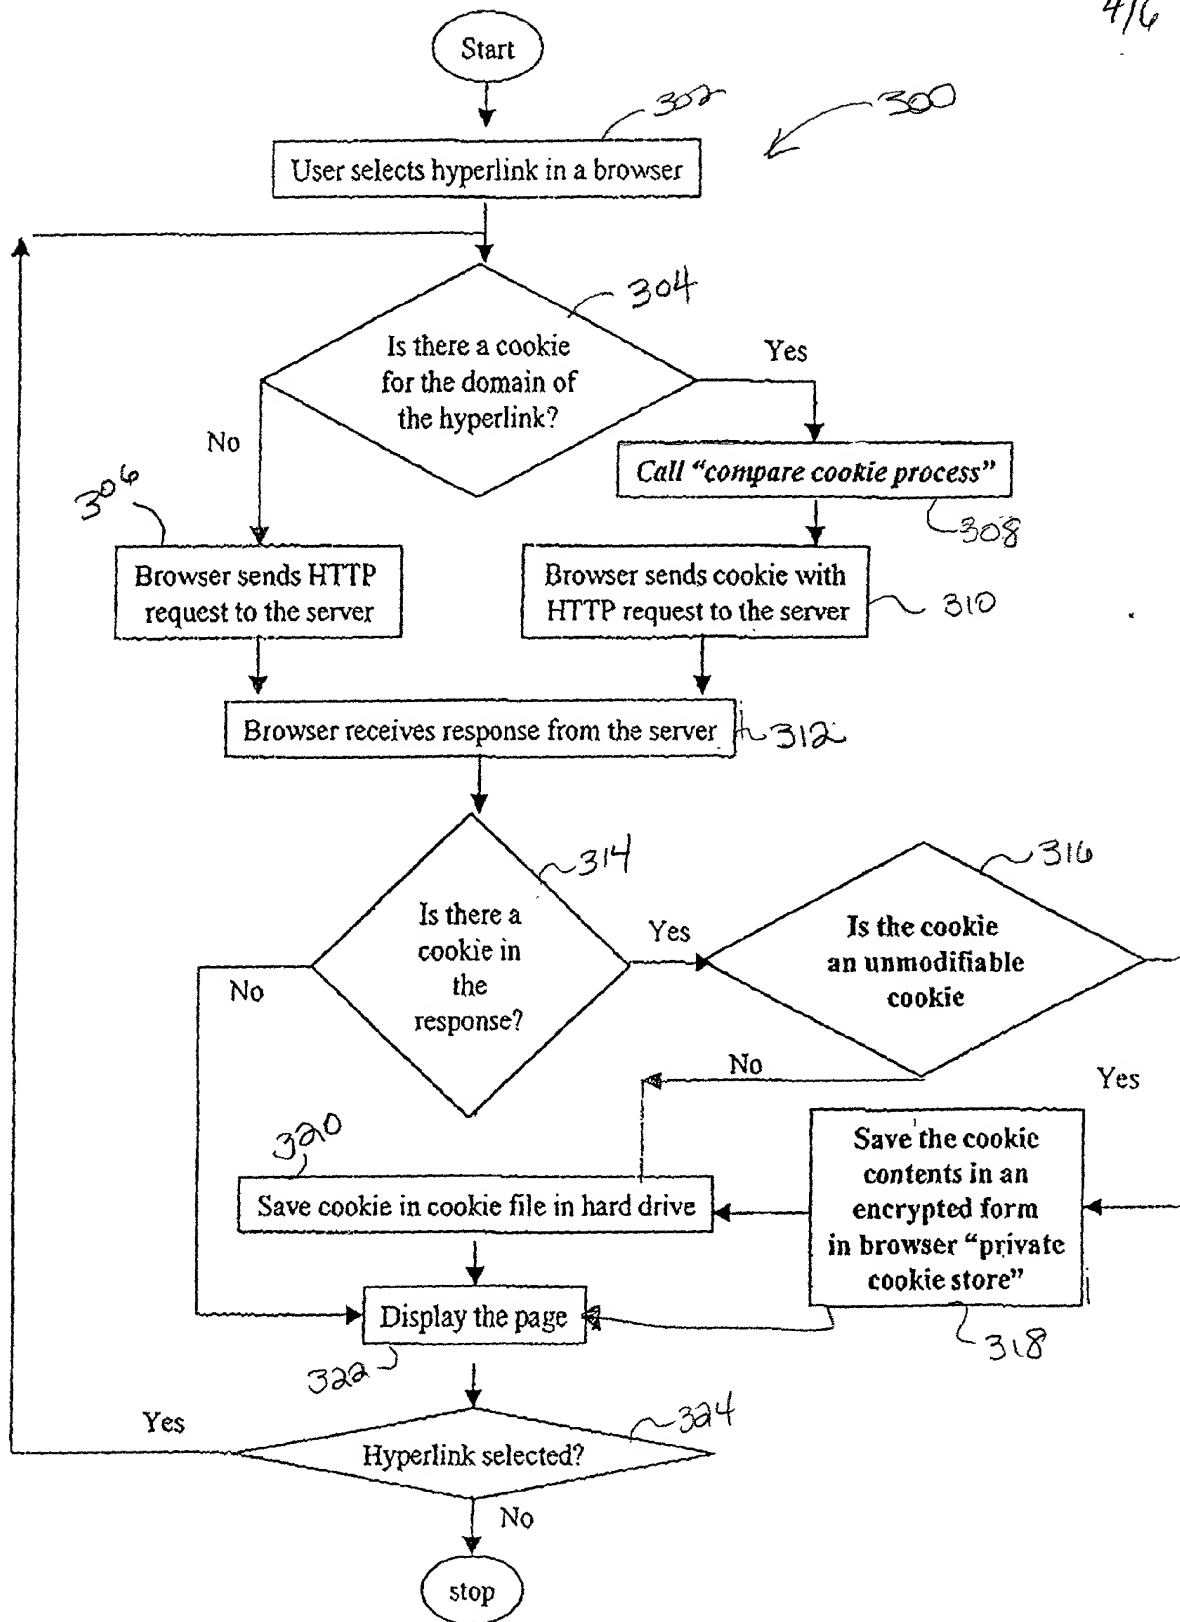 4/6
Start
302
300
User selects hyperlink in a browser
304
Is there a cookie
for the domain of
the hyperlink?
Yes
No
Call “compare cookie process”
306
308
Browser sends HTTP
request to the server
Browser sends cookie with
HTTP request to the server
310
Browser receives response from the server
312
314
316
Is there a
cookie in
the
response?
Yes
No
Is the cookie
an unmodifiable
cookie
No
Yes
320
Save the cookie
contents in an
encrypted form
in browser “private
cookie store”
Save cookie in cookie file in hard drive
318
Display the page
322
324
Yes
Hyperlink selected?
No
stop